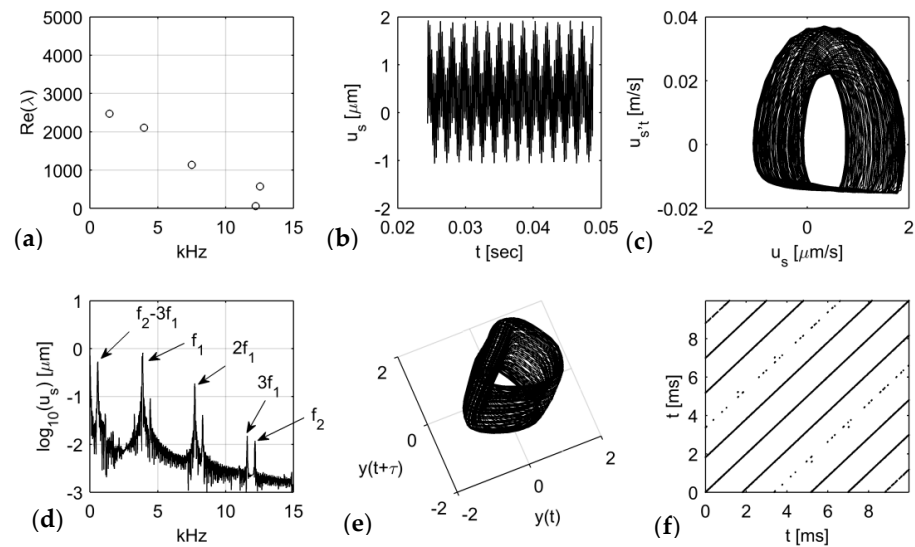 5000
4000
3000
2000
1000
0
Re(λ)
0 5 10 15
kHz
(a)
2
1
0
-1
-2
u_s [μm]
0.02 0.03 0.04 0.05
t [sec]
(b)
0.04
0.02
0
-0.02
u_s,t [m/s]
-2 0 2
u_s [μm/s]
(c)
1
0
-1
-2
-3
log10(u_s) [μm]
f2-3f1
f1
2f1
3f1
f2
0 5 10 15
kHz
(d)
2
0
-2
y(t+τ)
-2
0
2
y(t)
(e)
10
8
6
4
2
0
t [ms]
0 2 4 6 8 10
t [ms]
(f)